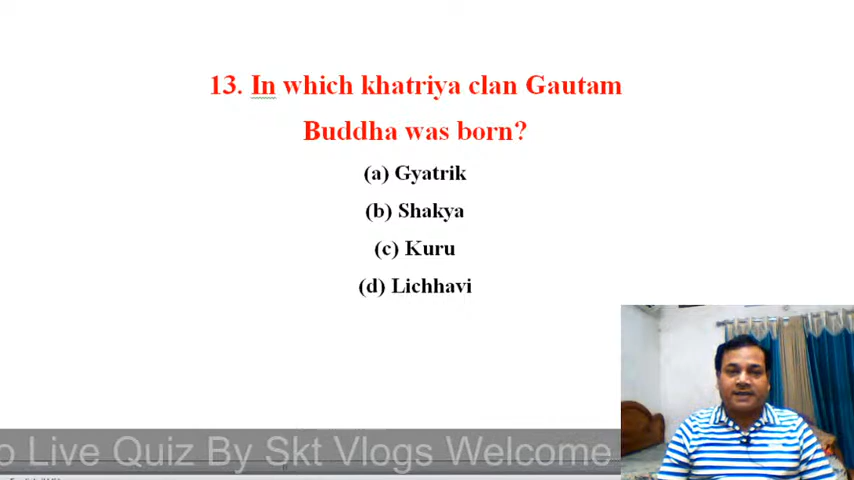 13. In which khatriya clan Gautam
Buddha was born?
(a) Gyatrik
(b) Shakya
(c) Kuru
(d) Lichhavi
o Live Quiz By Skt Vlogs Welcome